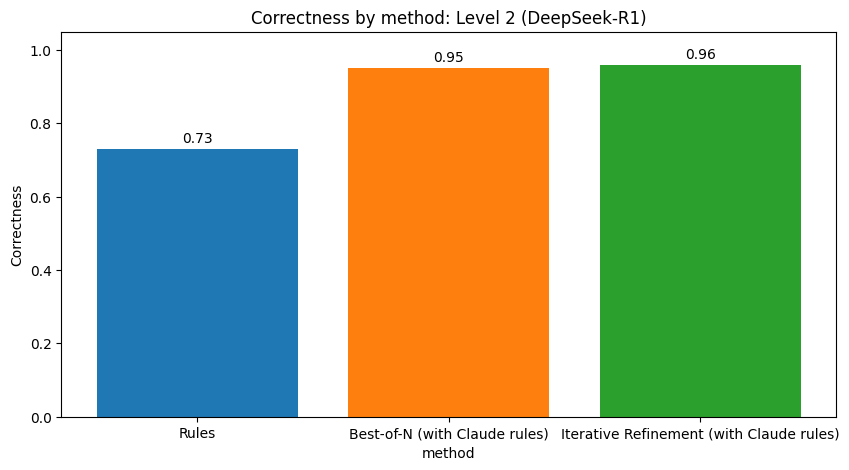 Correctness by method: Level 2 (DeepSeek-R1)
1.0
0.8
0.6
0.4
0.2
0.0
Correctness
0.73
0.95
0.96
Rules
Best-of-N (with Claude rules)
Iterative Refinement (with Claude rules)
method